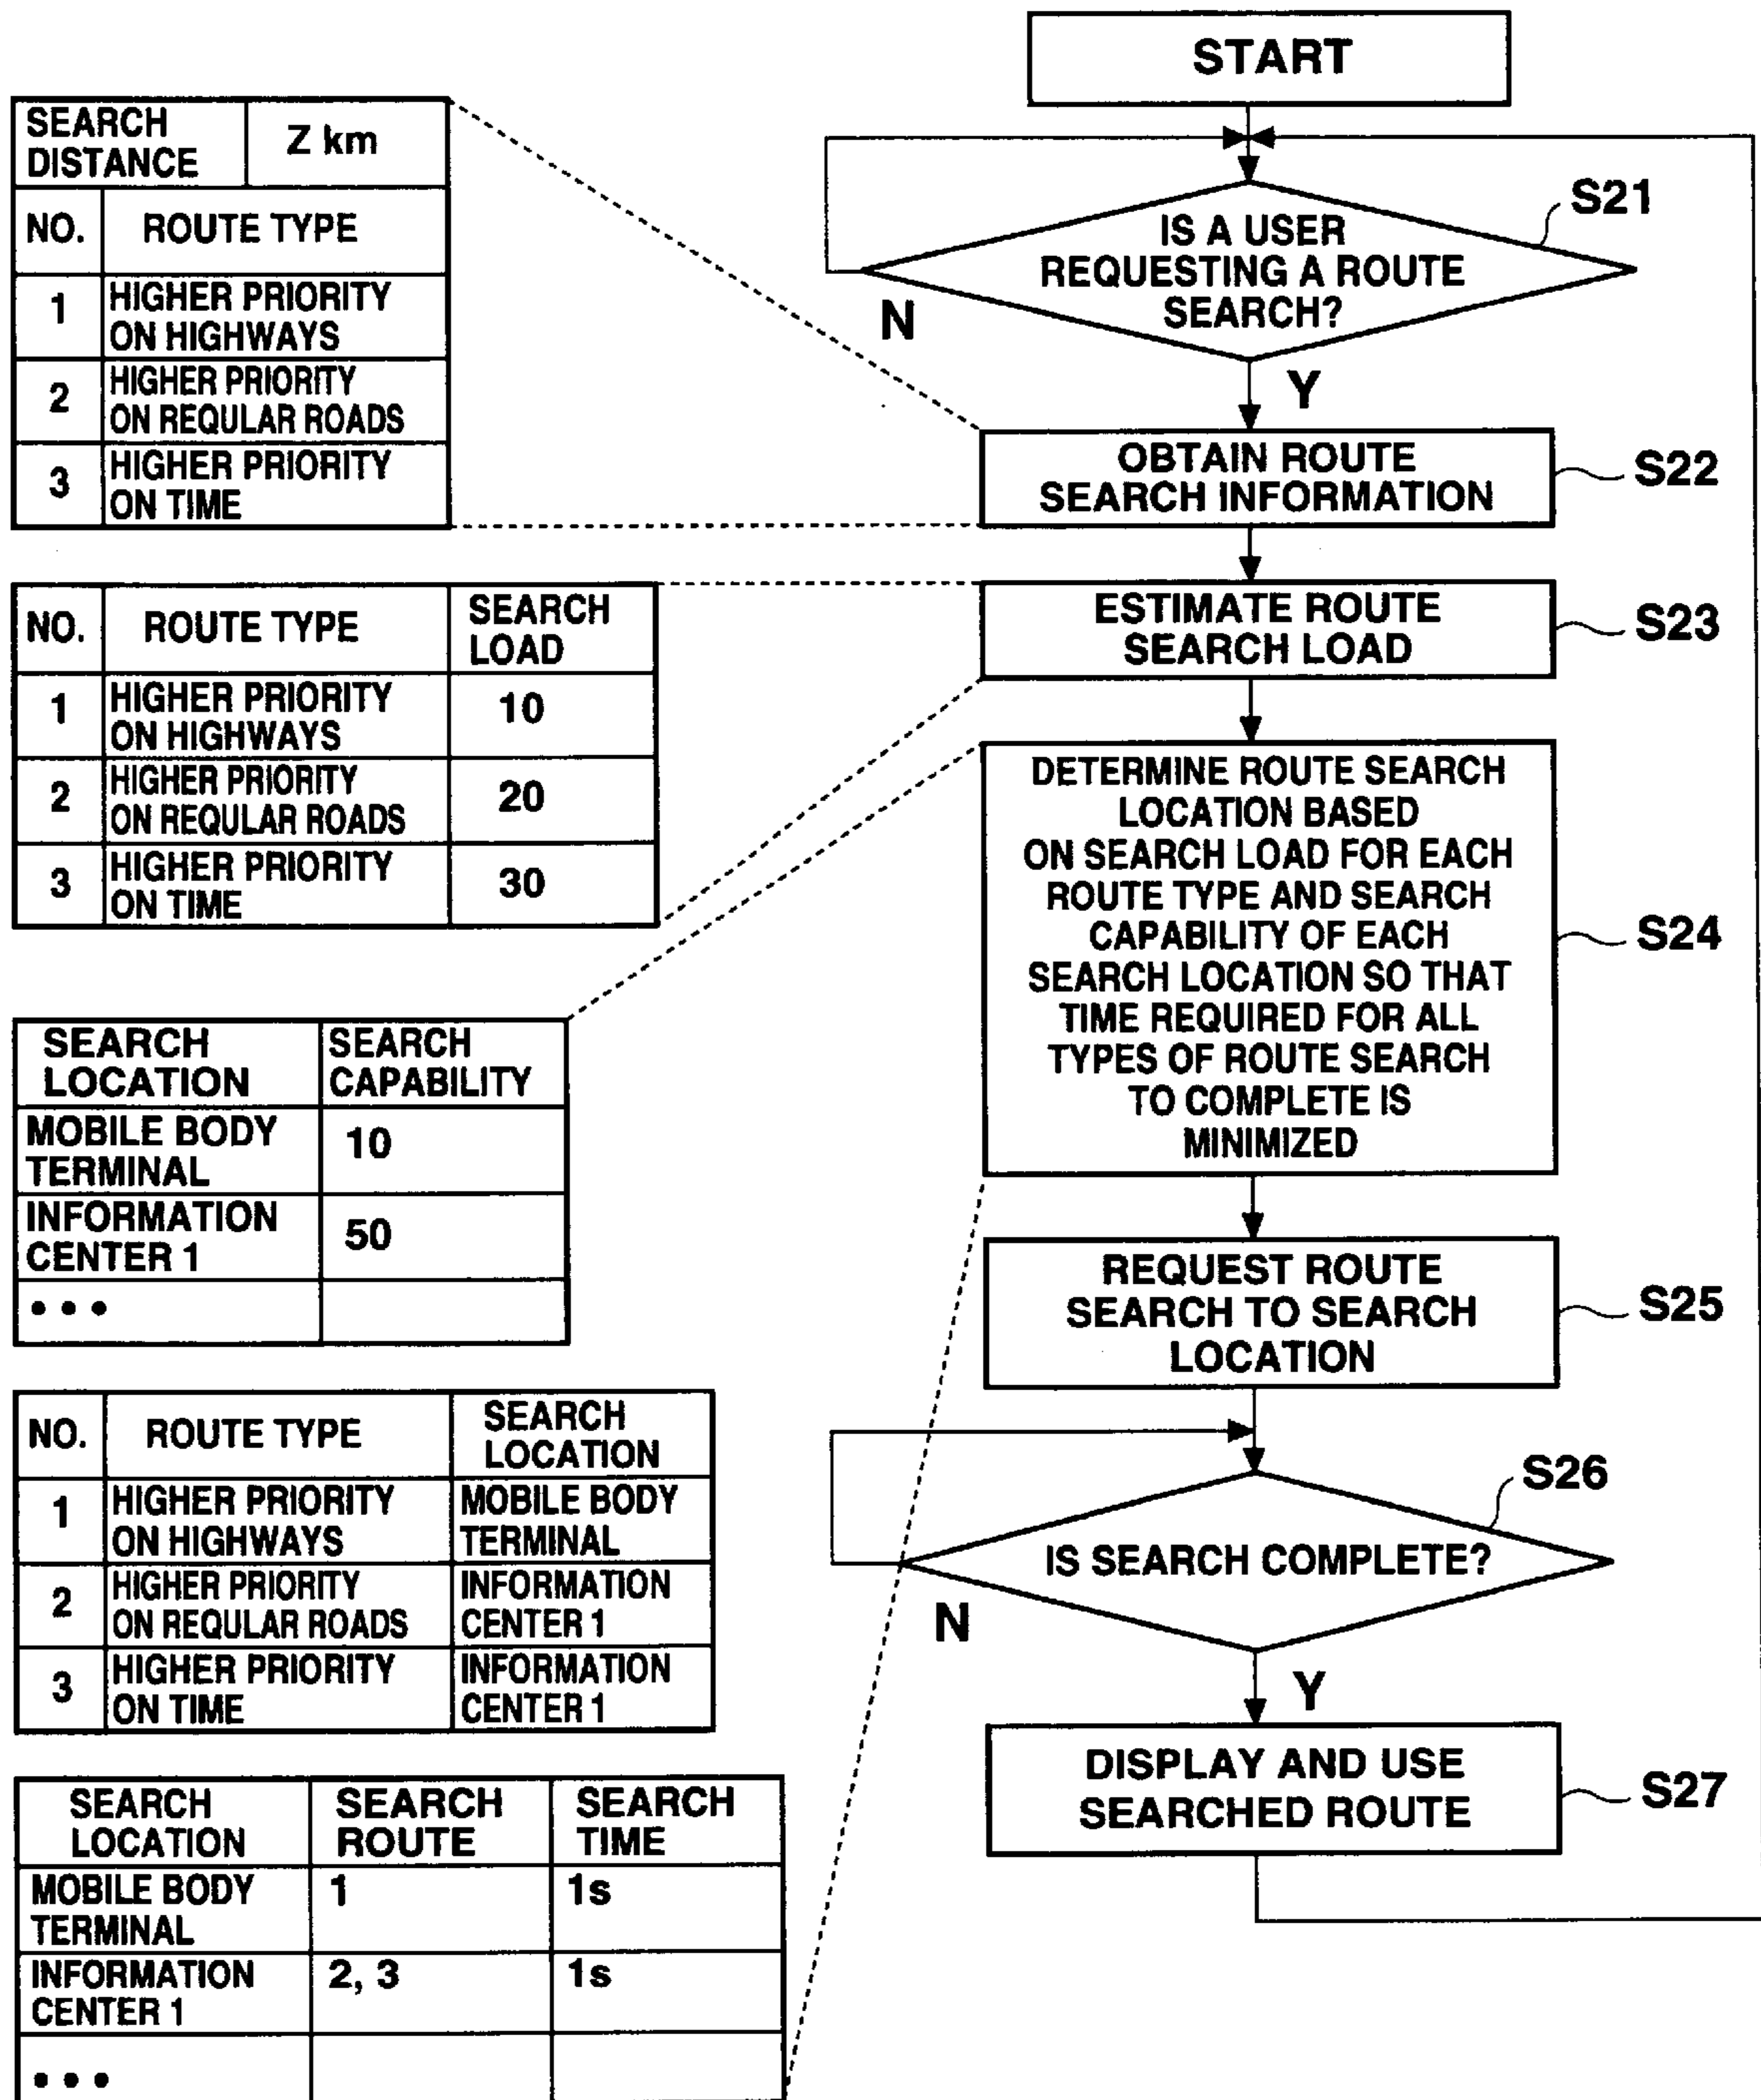 START
IS A USER
REQUESTING A ROUTE
SEARCH?
S21
N
Y
OBTAIN ROUTE
SEARCH INFORMATION
S22
ESTIMATE ROUTE
SEARCH LOAD
S23
DETERMINE ROUTE SEARCH
LOCATION BASED
ON SEARCH LOAD FOR EACH
ROUTE TYPE AND SEARCH
CAPABILITY OF EACH
SEARCH LOCATION SO THAT
TIME REQUIRED FOR ALL
TYPES OF ROUTE SEARCH
TO COMPLETE IS
MINIMIZED
S24
REQUEST ROUTE
SEARCH TO SEARCH
LOCATION
S25
IS SEARCH COMPLETE?
S26
N
Y
DISPLAY AND USE
SEARCHED ROUTE
S27
SEARCH
DISTANCE
Z km
NO.
ROUTE TYPE
1
HIGHER PRIORITY
ON HIGHWAYS
2
HIGHER PRIORITY
ON REQULAR ROADS
3
HIGHER PRIORITY
ON TIME
NO.
ROUTE TYPE
SEARCH
LOAD
1
HIGHER PRIORITY
ON HIGHWAYS
10
2
HIGHER PRIORITY
ON REQULAR ROADS
20
3
HIGHER PRIORITY
ON TIME
30
SEARCH
LOCATION
SEARCH
CAPABILITY
MOBILE BODY
TERMINAL
10
INFORMATION
CENTER 1
50
• • •
NO.
ROUTE TYPE
SEARCH
LOCATION
1
HIGHER PRIORITY
ON HIGHWAYS
MOBILE BODY
TERMINAL
2
HIGHER PRIORITY
ON REQULAR ROADS
INFORMATION
CENTER 1
3
HIGHER PRIORITY
ON TIME
INFORMATION
CENTER 1
SEARCH
LOCATION
SEARCH
ROUTE
SEARCH
TIME
MOBILE BODY
TERMINAL
1
1s
INFORMATION
CENTER 1
2, 3
1s
• • •